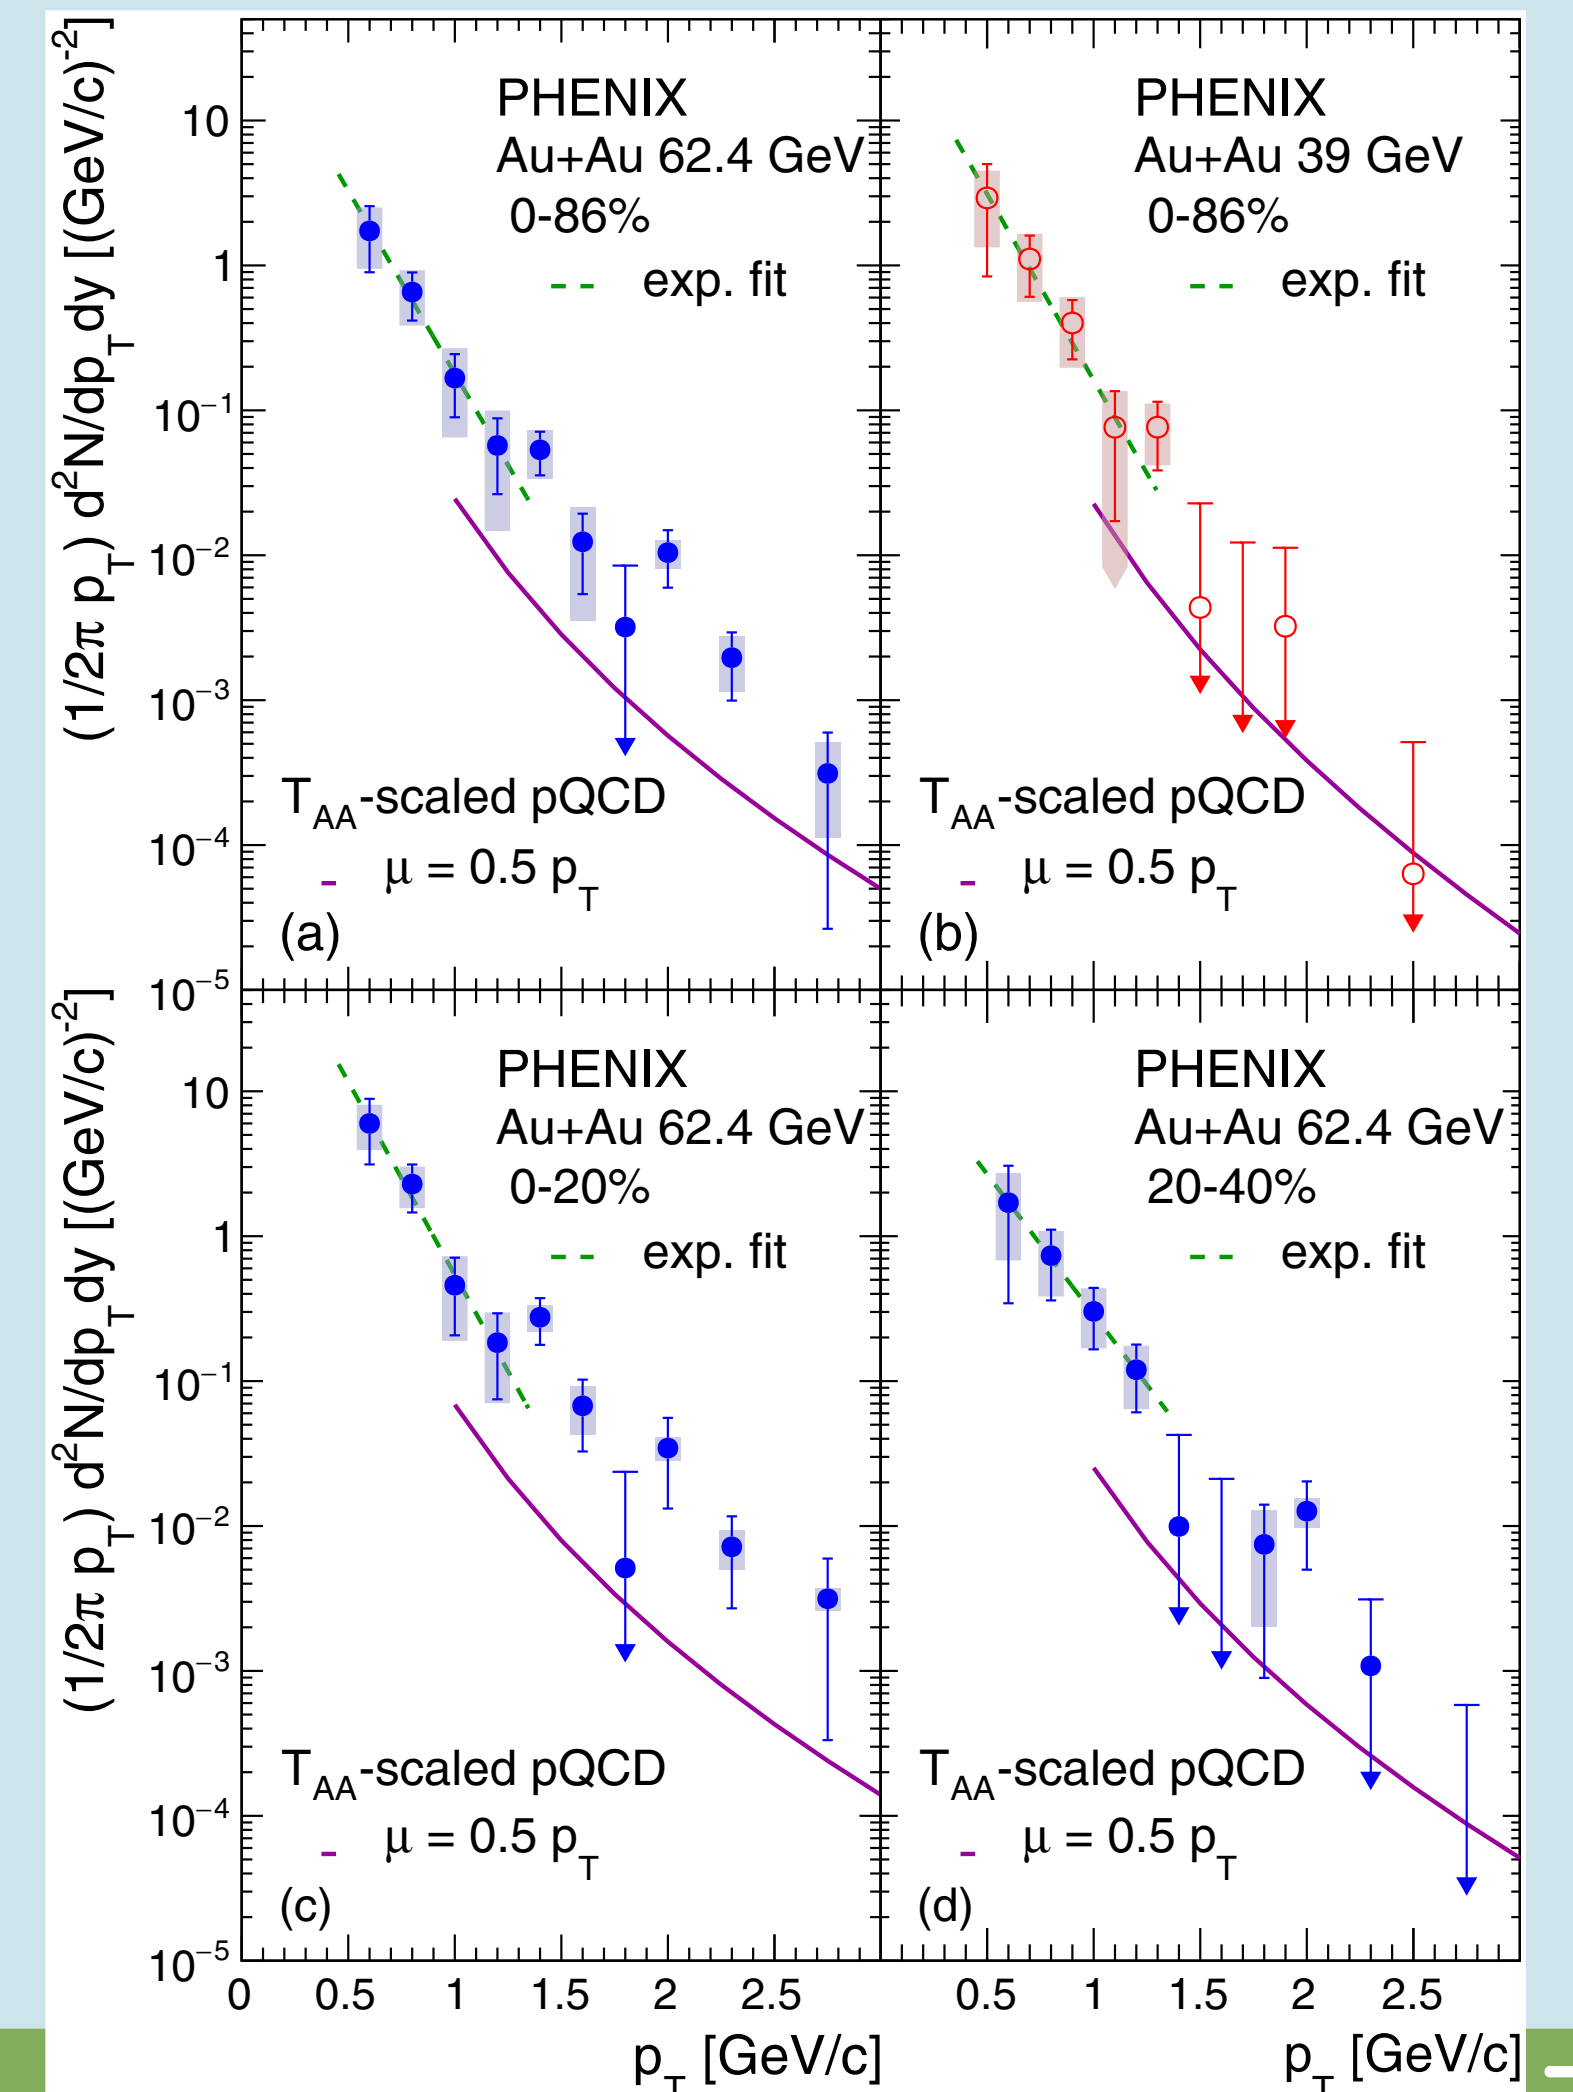 (1/2π p_T) d²N/dp_T dy [(GeV/c)⁻²]
10
1
10⁻¹
10⁻²
10⁻³
10⁻⁴
10⁻⁵
PHENIX
Au+Au 62.4 GeV
0-86%
exp. fit
T_AA-scaled pQCD
μ = 0.5 p_T
(a)
PHENIX
Au+Au 39 GeV
0-86%
exp. fit
T_AA-scaled pQCD
μ = 0.5 p_T
(b)
(1/2π p_T) d²N/dp_T dy [(GeV/c)⁻²]
10
1
10⁻¹
10⁻²
10⁻³
10⁻⁴
10⁻⁵
PHENIX
Au+Au 62.4 GeV
0-20%
exp. fit
T_AA-scaled pQCD
μ = 0.5 p_T
(c)
PHENIX
Au+Au 62.4 GeV
20-40%
exp. fit
T_AA-scaled pQCD
μ = 0.5 p_T
(d)
0 0.5 1 1.5 2 2.5
0.5 1 1.5 2 2.5
p_T [GeV/c]
p_T [GeV/c]